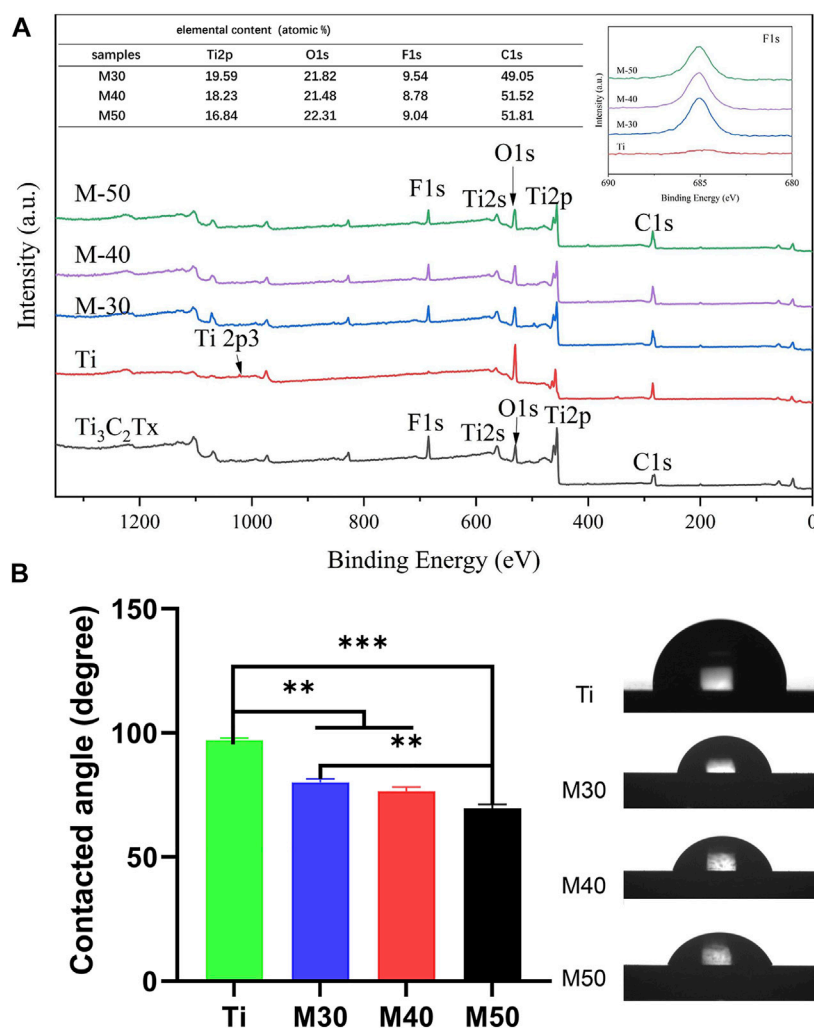 A
elemental content (atomic %)
samples Ti2p O1s F1s C1s
M30 19.59 21.82 9.54 49.05
M40 18.23 21.48 8.78 51.52
M50 16.84 22.31 9.04 51.81
F1s
M-50
M-40
M-30
Ti
Intensity (a.u.)
690 685 680
Binding Energy (eV)
O1s
F1s Ti2s Ti2p
C1s
M-50
M-40
M-30
Ti 2p3
Ti
O1s
F1s Ti2s Ti2p
C1s
Ti₃C₂Tx
Intensity (a.u.)
1200 1000 800 600 400 200 0
Binding Energy (eV)
B
Contacted angle (degree)
150
100
50
0
***
**
**
Ti M30 M40 M50
Ti
M30
M40
M50